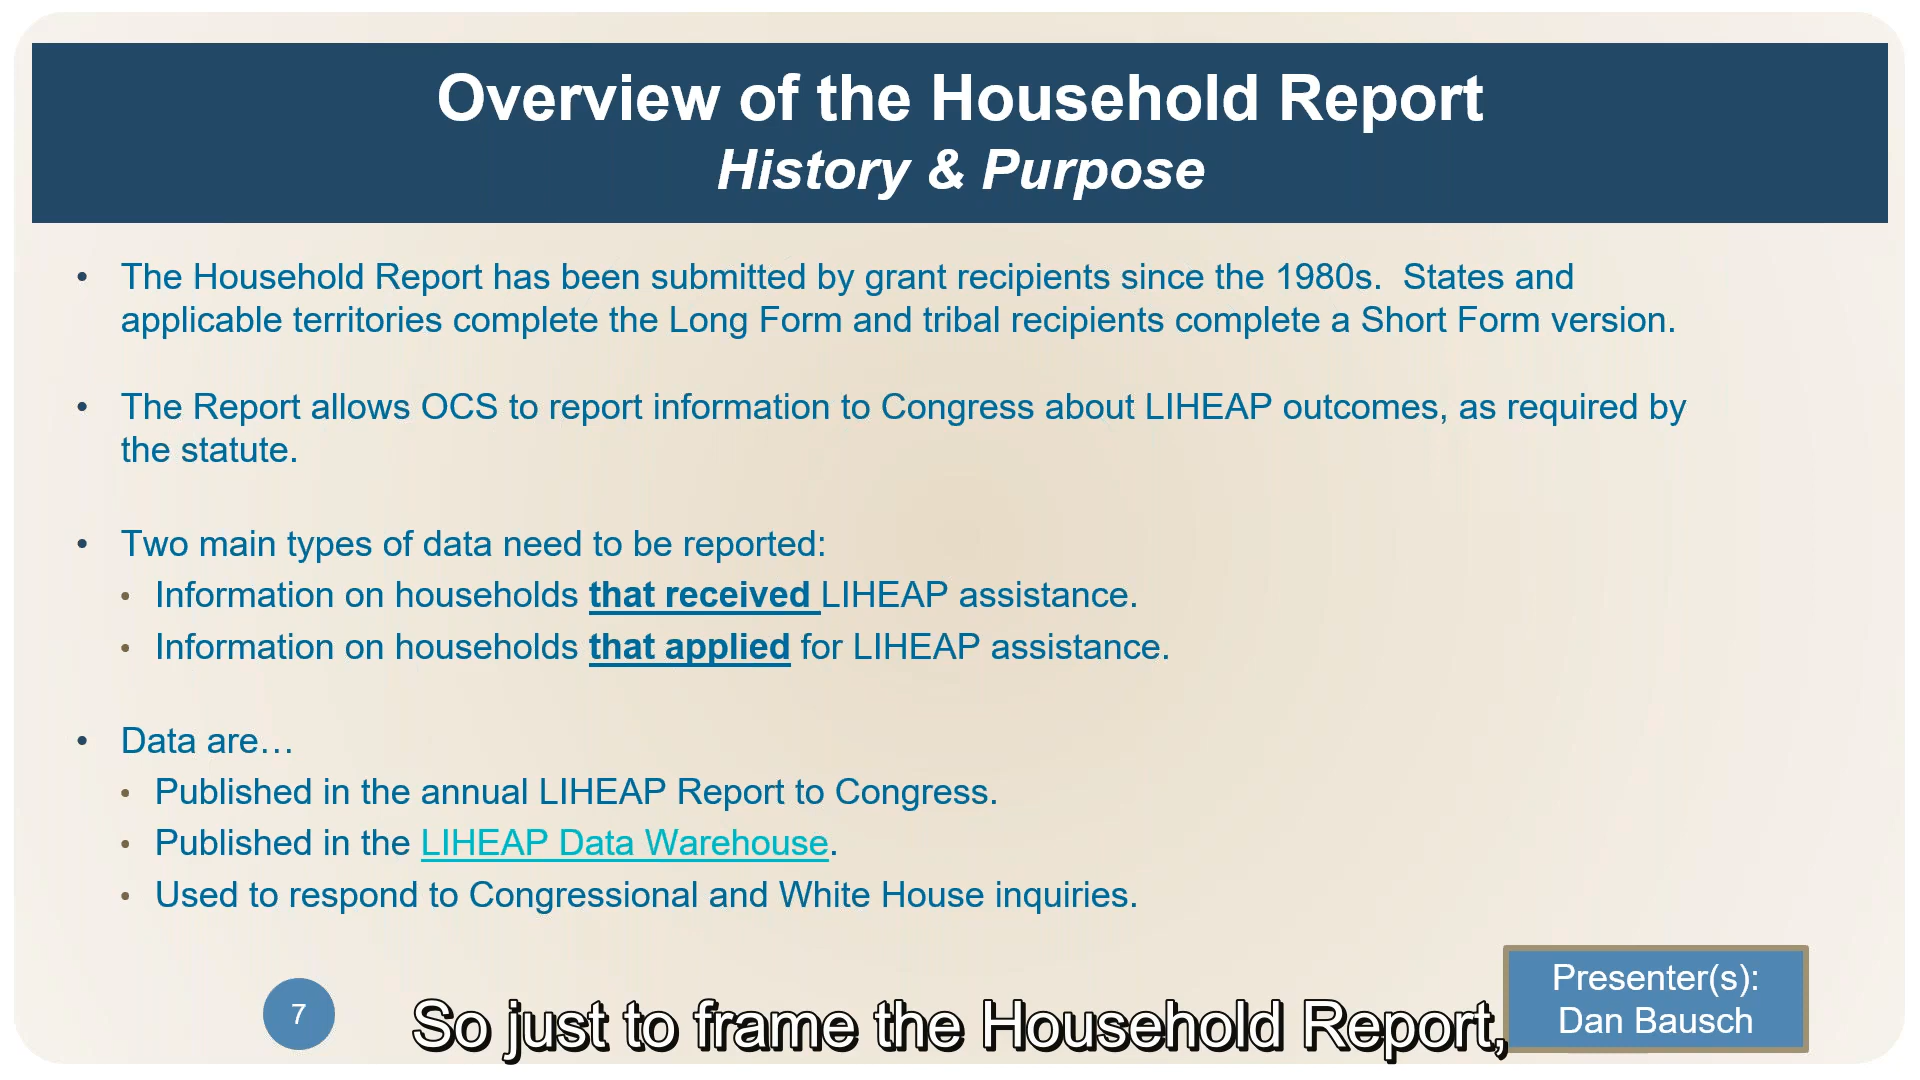 Overview of the Household Report
History & Purpose
• The Household Report has been submitted by grant recipients since the 1980s.  States and
applicable territories complete the Long Form and tribal recipients complete a Short Form version.
• The Report allows OCS to report information to Congress about LIHEAP outcomes, as required by
the statute.
• Two main types of data need to be reported:
• Information on households that received LIHEAP assistance.
• Information on households that applied for LIHEAP assistance.
• Data are…
• Published in the annual LIHEAP Report to Congress.
• Published in the LIHEAP Data Warehouse.
• Used to respond to Congressional and White House inquiries.
7
So just to frame the Household Report,
Presenter(s):
Dan Bausch